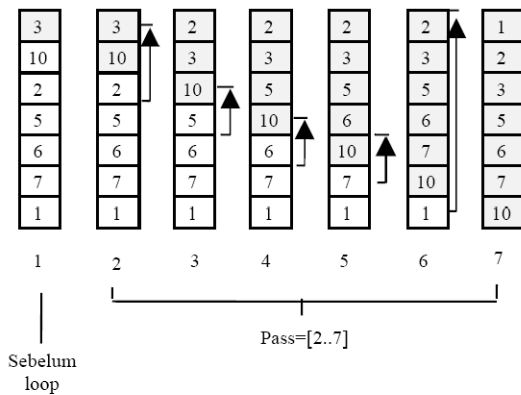 3 3 2 2 2 2 1
10 10 3 3 3 3 2
2 2 10 5 5 5 3
5 5 5 10 6 6 5
6 6 6 6 10 7 6
7 7 7 7 7 10 7
1 1 1 1 1 1 10
1 2 3 4 5 6 7
Pass=[2..7]
Sebelum
loop